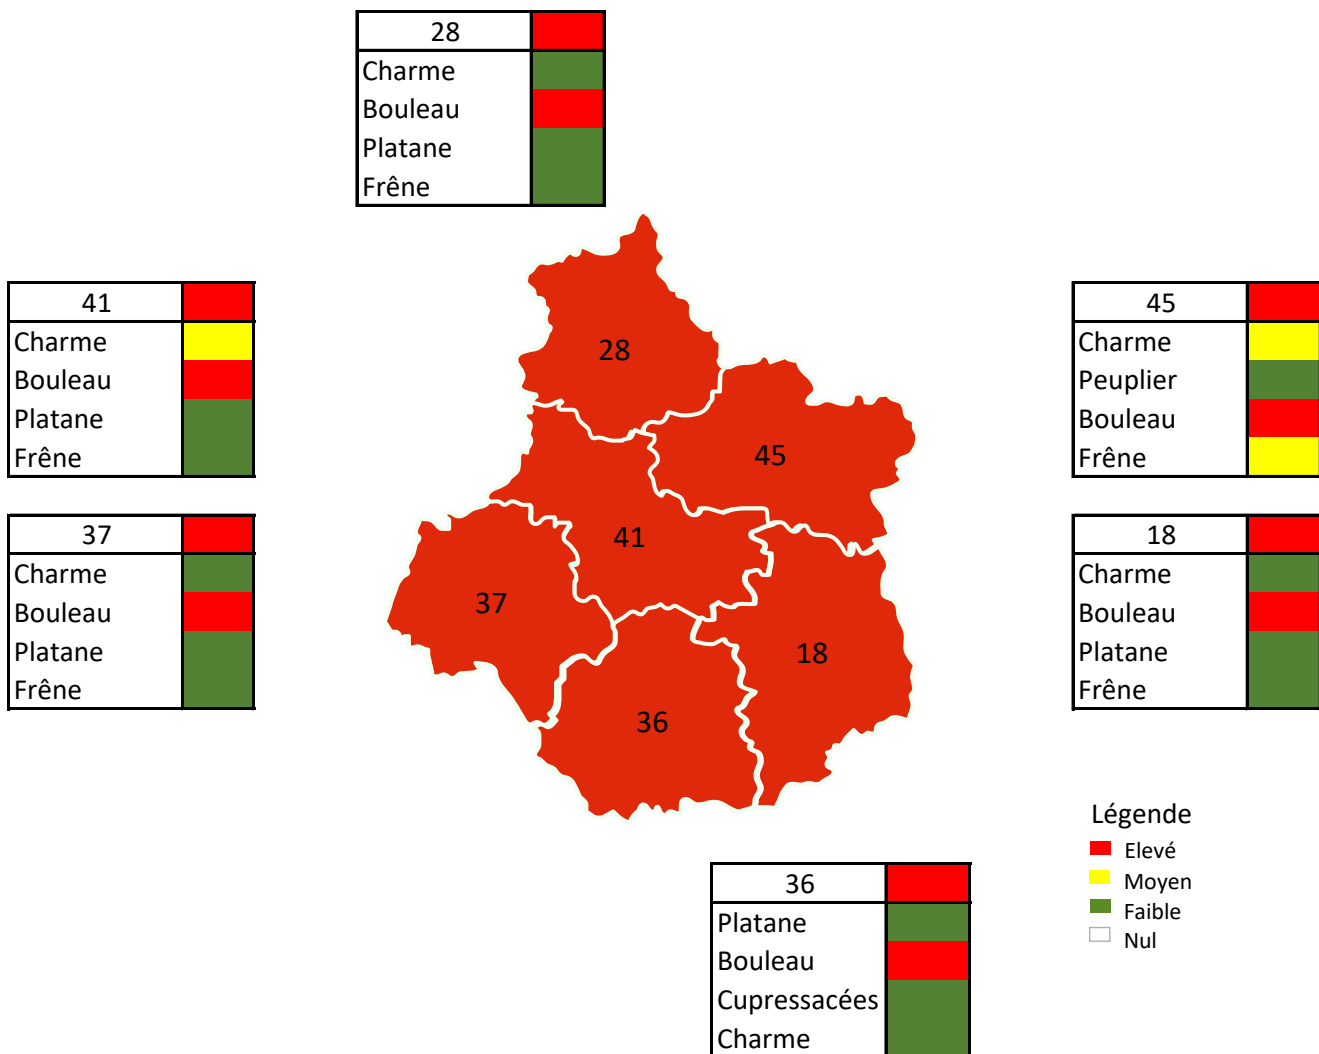 28
Charme
Bouleau
Platane
Frêne
41
Charme
Bouleau
Platane
Frêne
45
Charme
Peuplier
Bouleau
Frêne
37
Charme
Bouleau
Platane
Frêne
18
Charme
Bouleau
Platane
Frêne
28
45
41
37
18
36
36
Platane
Bouleau
Cupressacées
Charme
Légende
Elevé
Moyen
Faible
Nul